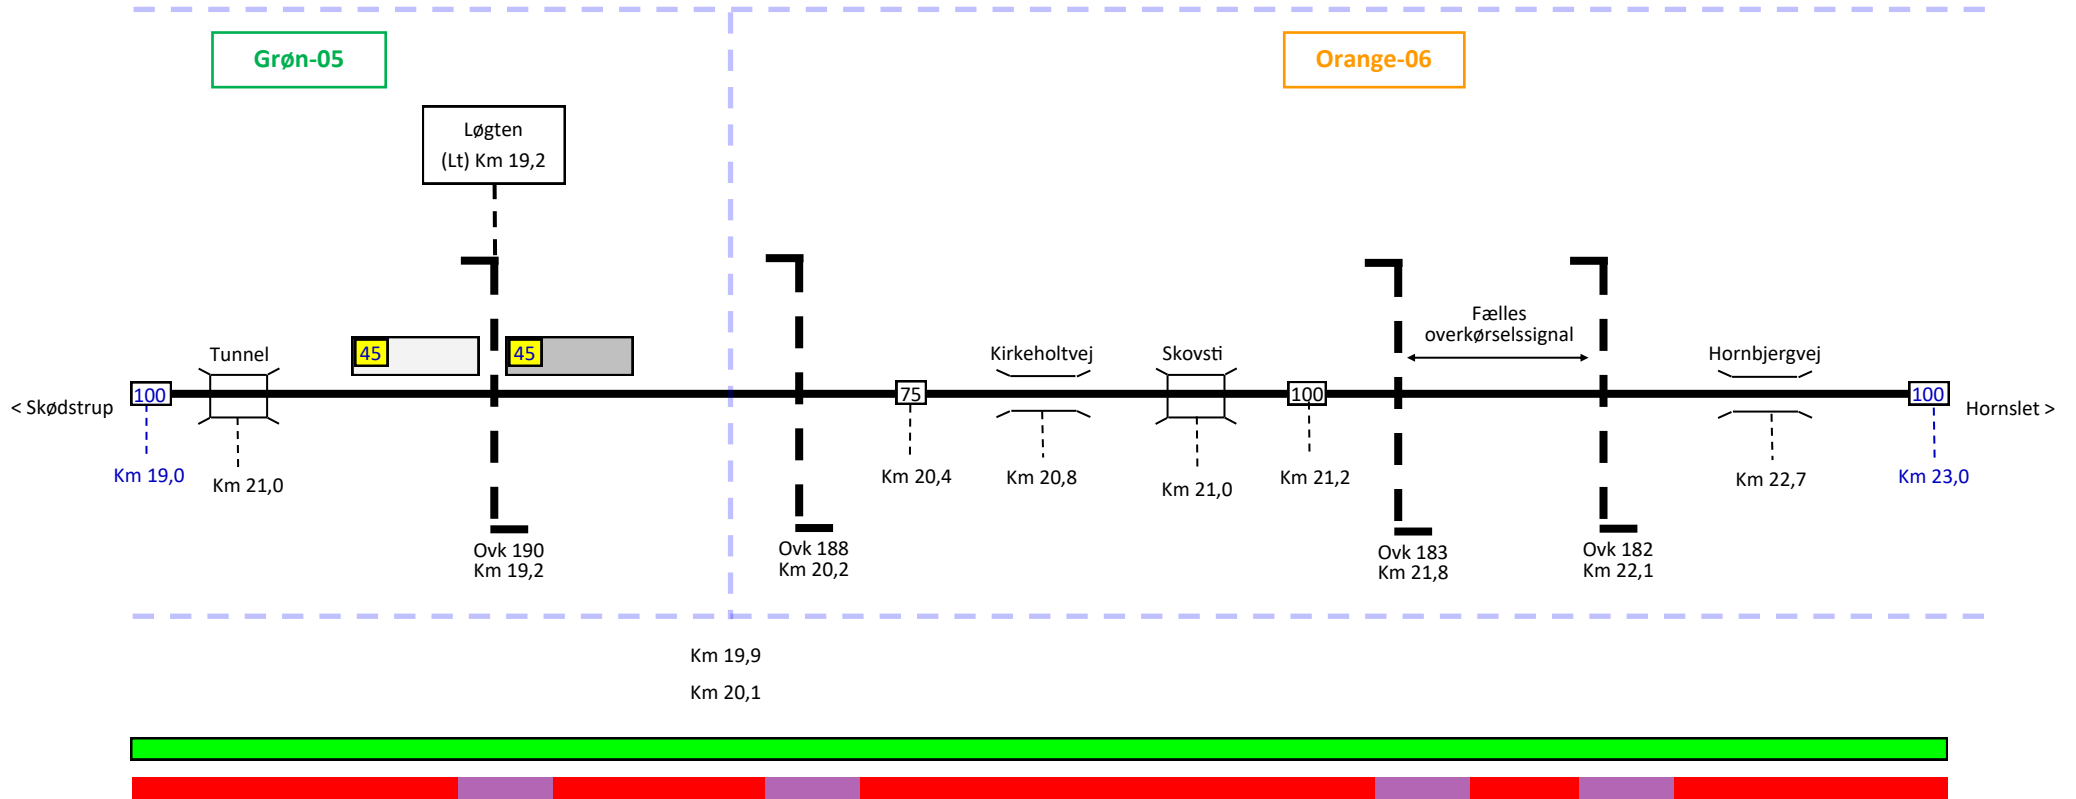 Grøn-05
Orange-06
Løgten
(Lt) Km 19,2
Fælles
overkørselssignal
Tunnel
45
45
Kirkeholtvej
Skovsti
Hornbjergvej
< Skødstrup
100
75
100
100
Hornslet >
Km 19,0
Km 21,0
Km 20,4
Km 20,8
Km 21,0
Km 21,2
Km 22,7
Km 23,0
Ovk 190
Km 19,2
Ovk 188
Km 20,2
Ovk 183
Km 21,8
Ovk 182
Km 22,1
Km 19,9
Km 20,1